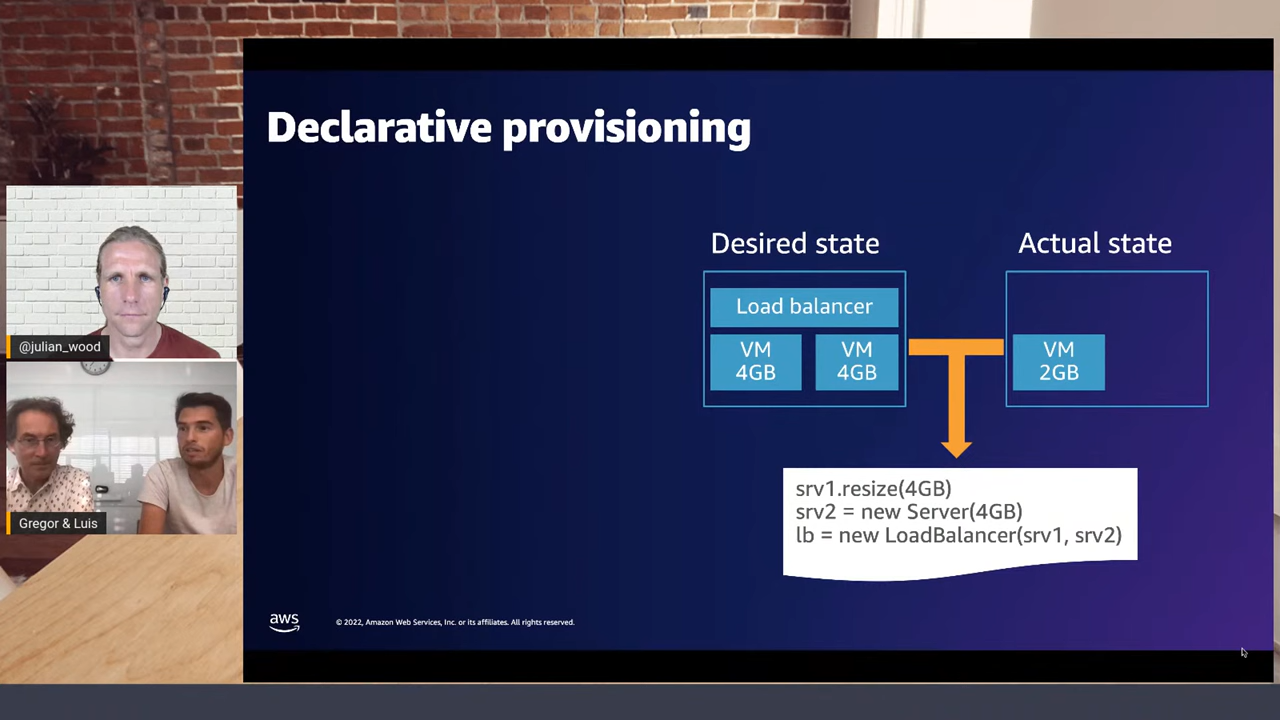 Declarative provisioning
Desired state
Actual state
Load balancer
VM
4GB
VM
4GB
VM
2GB
srv1.resize(4GB)
srv2 = new Server(4GB)
lb = new LoadBalancer(srv1, srv2)
@julian_wood
Gregor & Luis
aws
© 2022, Amazon Web Services, Inc. or its affiliates. All rights reserved.